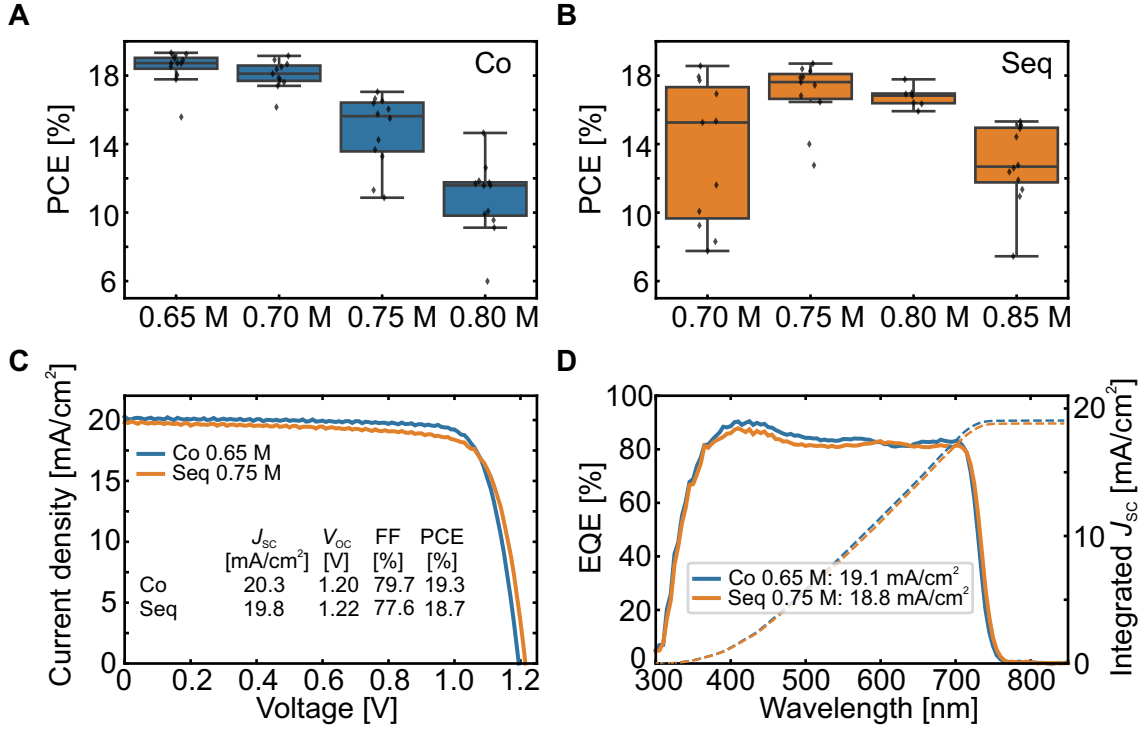 A
Co
PCE [%]
18
14
10
6
0.65 M 0.70 M 0.75 M 0.80 M
B
Seq
PCE [%]
18
14
10
6
0.70 M 0.75 M 0.80 M 0.85 M
C
Current density [mA/cm²]
25
20
15
10
5
0
Co 0.65 M
Seq 0.75 M
JSC VOC FF PCE
[mA/cm²] [V] [%] [%]
Co 20.3 1.20 79.7 19.3
Seq 19.8 1.22 77.6 18.7
0 0.2 0.4 0.6 0.8 1.0 1.2
Voltage [V]
D
EQE [%]
100
80
60
40
20
0
Co 0.65 M: 19.1 mA/cm²
Seq 0.75 M: 18.8 mA/cm²
20
10
0
Integrated JSC [mA/cm²]
300 400 500 600 700 800
Wavelength [nm]